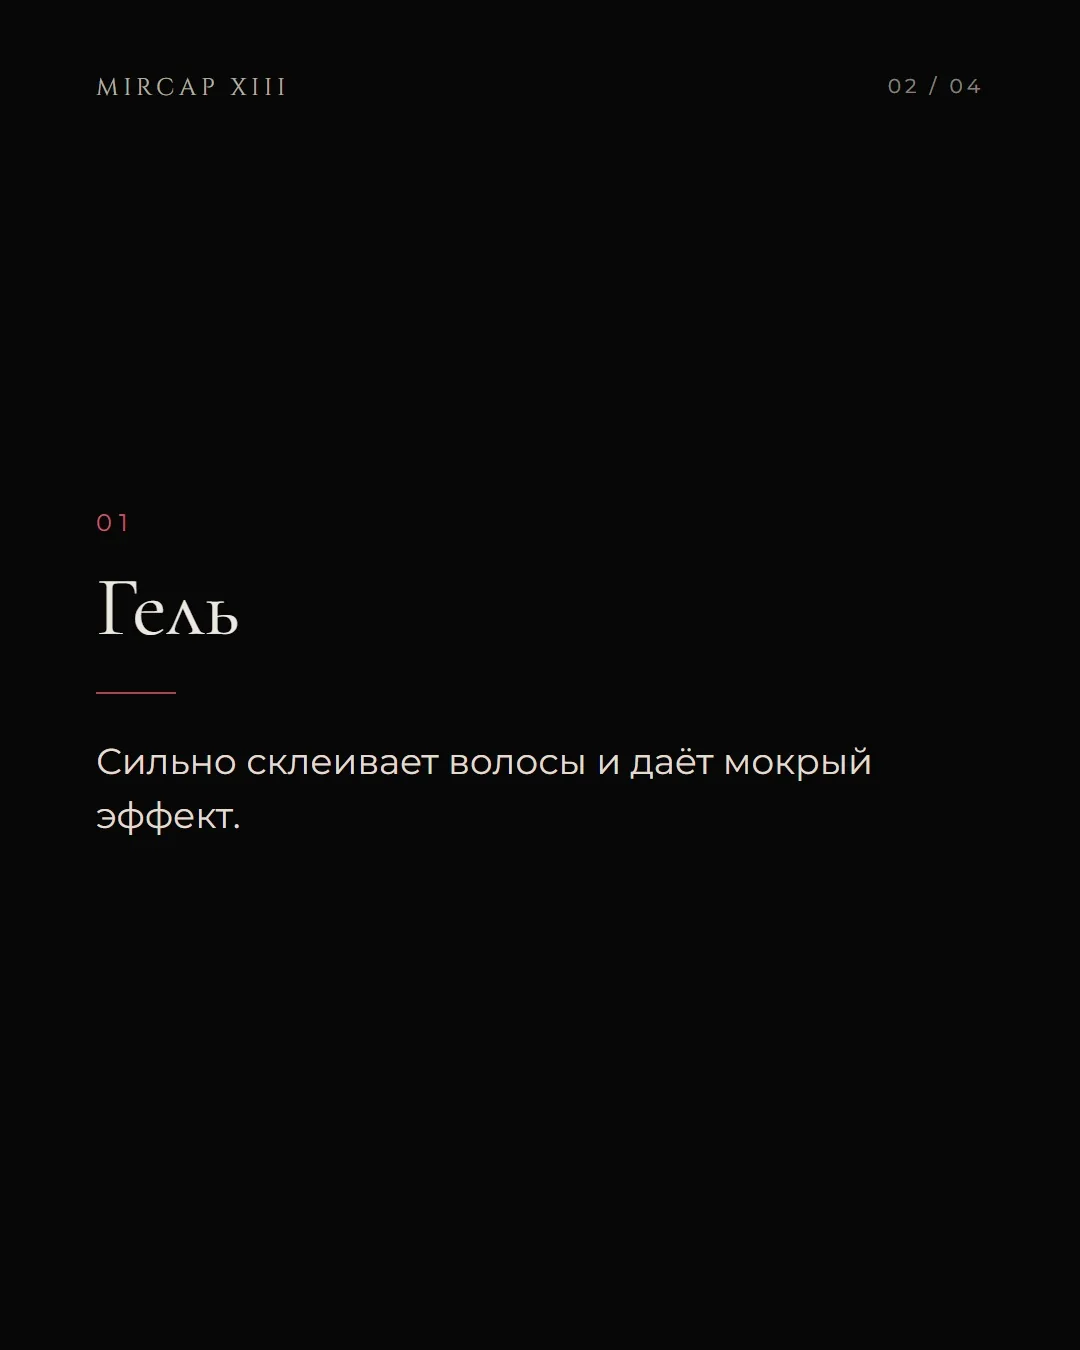 MIRCAP XIII
02 / 04
01
Гель
Сильно склеивает волосы и даёт мокрый
эффект.